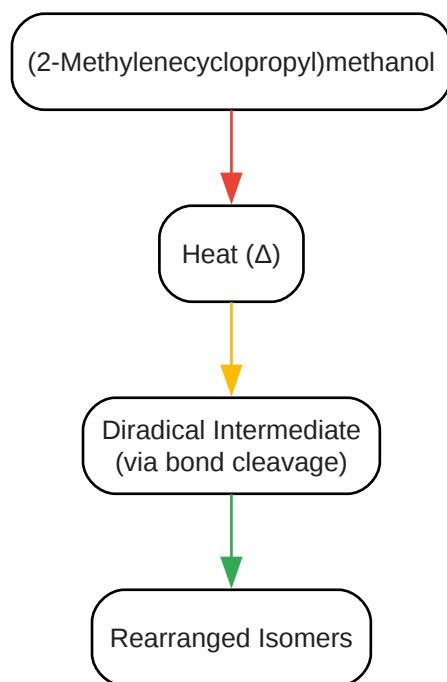 (2-Methylenecyclopropyl)methanol
Heat (Δ)
Diradical Intermediate
(via bond cleavage)
Rearranged Isomers